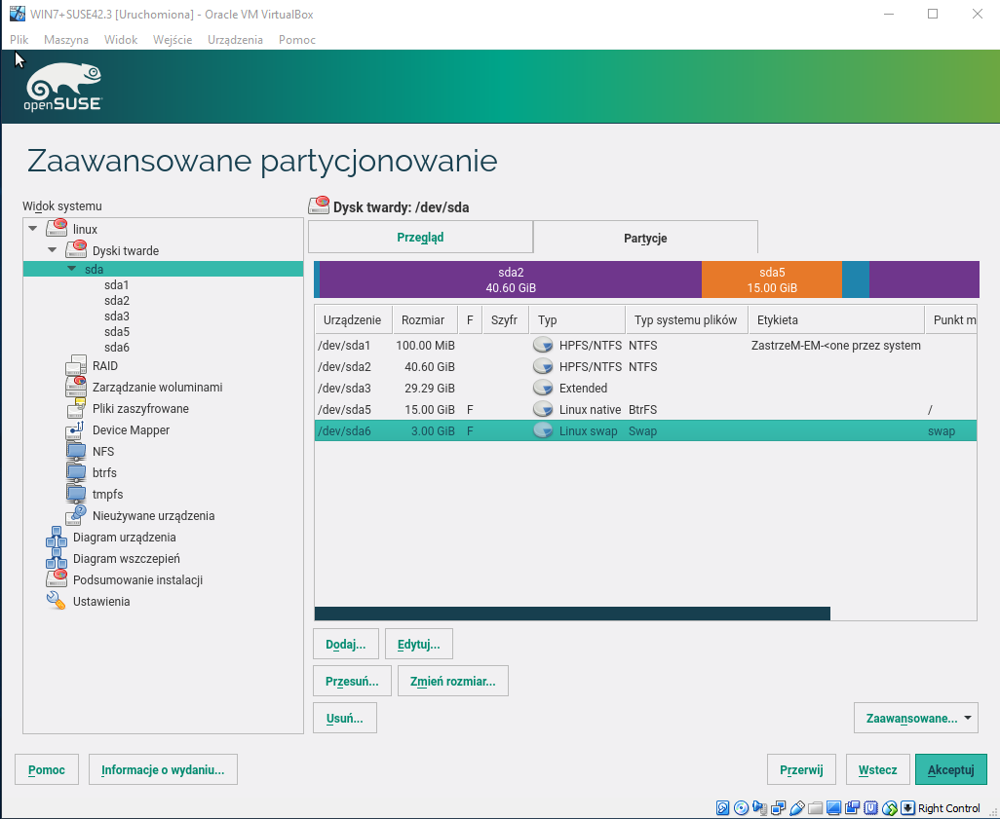 WIN7+SUSE42.3 [Uruchomiona] - Oracle VM VirtualBox
Plik Maszyna Widok Wejście Urządzenia Pomoc
openSUSE
Zaawansowane partycjonowanie
Widok systemu
linux
Dyski twarde
sda
sda1
sda2
sda3
sda5
sda6
RAID
Zarządzanie woluminami
Pliki zaszyfrowane
Device Mapper
NFS
btrfs
tmpfs
Nieużywane urządzenia
Diagram urządzenia
Diagram wszczepień
Podsumowanie instalacji
Ustawienia
Dysk twardy: /dev/sda
Przegląd Partycje
sda2 sda5
40.60 GiB 15.00 GiB
Urządzenie Rozmiar F Szyfr Typ Typ systemu plików Etykieta Punkt m
/dev/sda1 100.00 MiB HPFS/NTFS NTFS ZastrzeM-EM-<one przez system
/dev/sda2 40.60 GiB HPFS/NTFS NTFS
/dev/sda3 29.29 GiB Extended
/dev/sda5 15.00 GiB F Linux native BtrFS /
/dev/sda6 3.00 GiB F Linux swap Swap swap
Dodaj... Edytuj...
Przesuń... Zmień rozmiar...
Usuń... Zaawansowane...
Pomoc Informacje o wydaniu... Przerwij Wstecz Akceptuj
Right Control